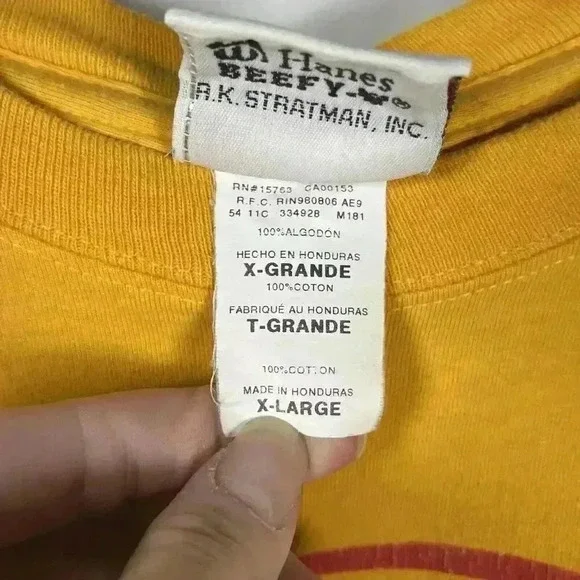 Hanes
BEEFY-®
A.K. STRATMAN, INC.
RN#15763 CA00153
R.F.C. RIN980806 AE9
54 11C 334928 M181
100%ALGODÓN
HECHO EN HONDURAS
X-GRANDE
100%COTON
FABRIQUÉ AU HONDURAS
T-GRANDE
100%COTTON
MADE IN HONDURAS
X-LARGE